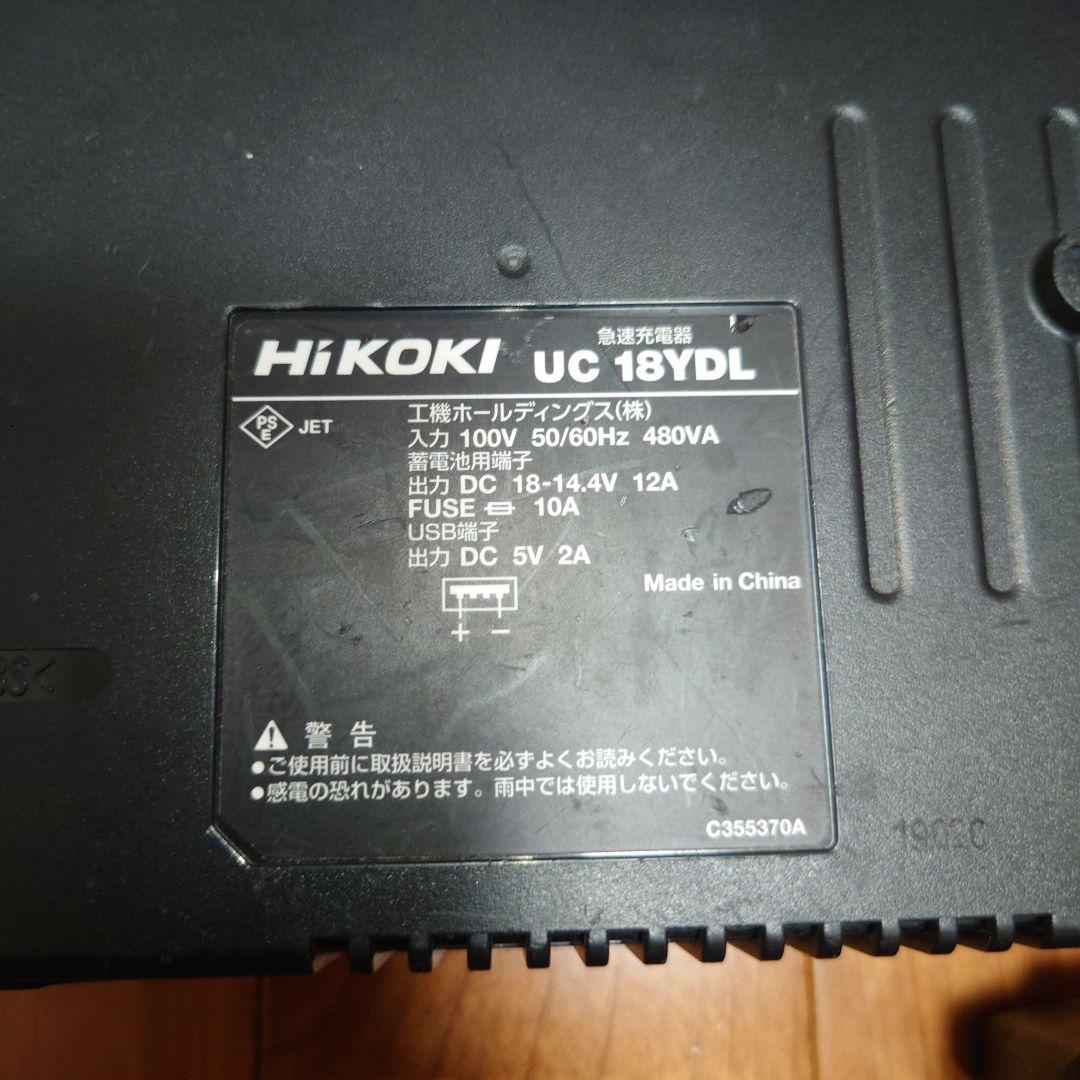 HiKOKI 急速充電器
UC 18YDL
PSE JET
工機ホールディングス(株)
入力 100V 50/60Hz 480VA
蓄電池用端子
出力 DC 18-14.4V 12A
FUSE 10A
USB端子
出力 DC 5V 2A
Made in China
+ −
警告
●ご使用前に取扱説明書を必ずよくお読みください。
●感電の恐れがあります。雨中では使用しないでください。
C355370A